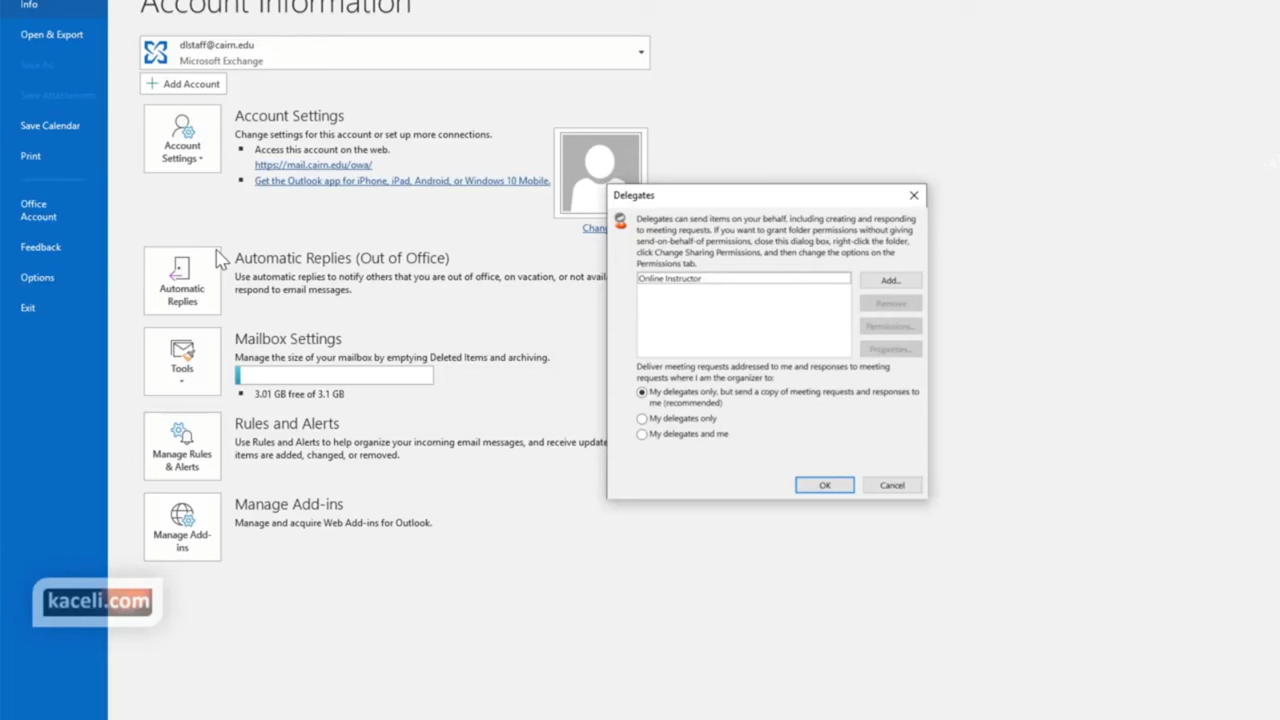 Info
Account Information
Open & Export
Save As
Save Attachments
Save Calendar
Print
Office
Account
Feedback
Options
Exit
dlstaff@cairn.edu
Microsoft Exchange
Add Account
Account
Settings
Account Settings
Change settings for this account or set up more connections.
Access this account on the web.
https://mail.cairn.edu/owa/
Get the Outlook app for iPhone, iPad, Android, or Windows 10 Mobile.
Chang
Automatic
Replies
Automatic Replies (Out of Office)
Use automatic replies to notify others that you are out of office, on vacation, or not avail
respond to email messages.
Tools
Mailbox Settings
Manage the size of your mailbox by emptying Deleted Items and archiving.
3.01 GB free of 3.1 GB
Manage Rules
& Alerts
Rules and Alerts
Use Rules and Alerts to help organize your incoming email messages, and receive update
items are added, changed, or removed.
Manage Add-
ins
Manage Add-ins
Manage and acquire Web Add-ins for Outlook.
Delegates
Delegates can send items on your behalf, including creating and responding
to meeting requests. If you want to grant folder permissions without giving
send-on-behalf-of permissions, close this dialog box, right-click the folder,
click Change Sharing Permissions, and then change the options on the
Permissions tab.
Online Instructor
Add...
Remove
Permissions...
Properties...
Deliver meeting requests addressed to me and responses to meeting
requests where I am the organizer to:
My delegates only, but send a copy of meeting requests and responses to
me (recommended)
My delegates only
My delegates and me
OK
Cancel
kaceli.com